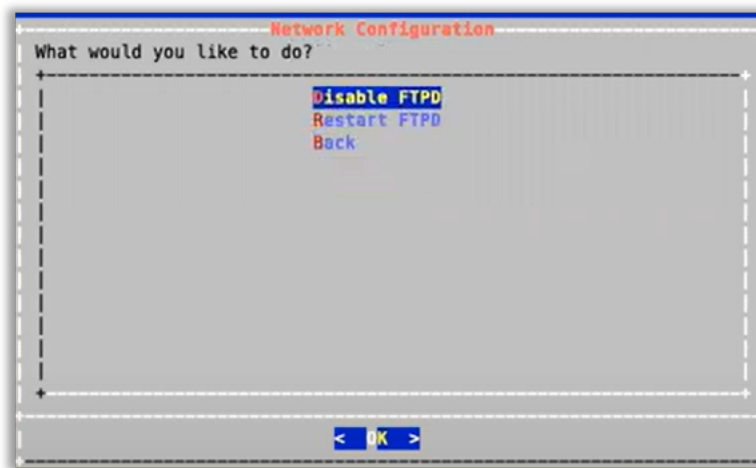 Network Configuration
What would you like to do?
Disable FTPD
Restart FTPD
Back
< OK >